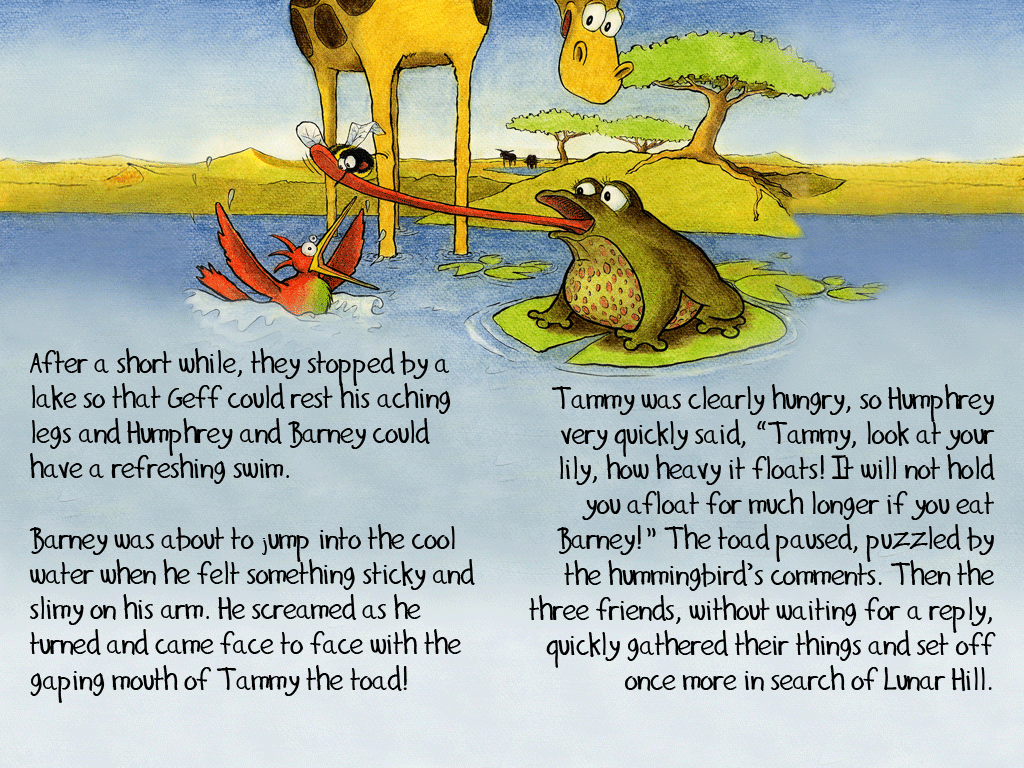 After a short while, they stopped by a
lake so that Geff could rest his aching
legs and Humphrey and Barney could
have a refreshing swim.
Barney was about to jump into the cool
water when he felt something sticky and
slimy on his arm. He screamed as he
turned and came face to face with the
gaping mouth of Tammy the toad!
Tammy was clearly hungry, so Humphrey
very quickly said, “Tammy, look at your
lily, how heavy it floats! It will not hold
you afloat for much longer if you eat
Barney!” The toad paused, puzzled by
the hummingbird’s comments. Then the
three friends, without waiting for a reply,
quickly gathered their things and set off
once more in search of Lunar Hill.